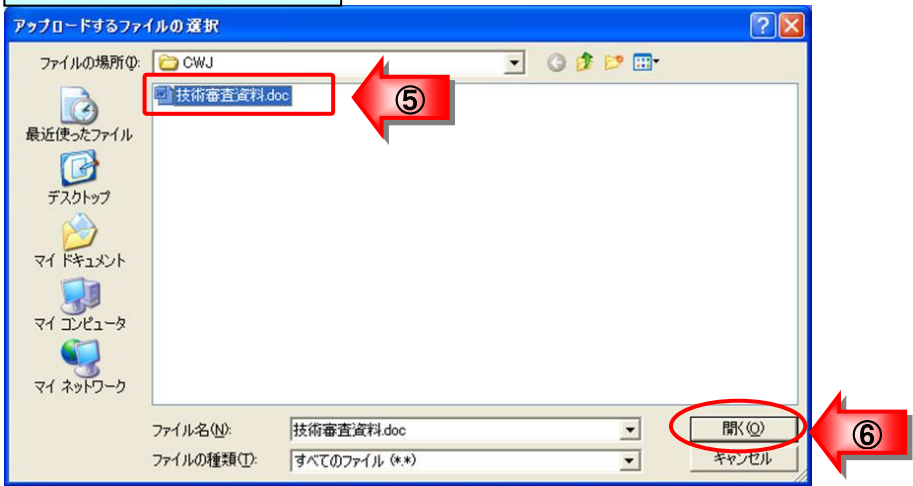 アップロードするファイルの選択
ファイルの場所(I):
CWJ
技術審査資料.doc
⑤
最近使ったファイル
デスクトップ
マイ ドキュメント
マイ コンピュータ
マイ ネットワーク
ファイル名(N):
技術審査資料.doc
開く(O)
⑥
ファイルの種類(T):
すべてのファイル (*.*)
キャンセル